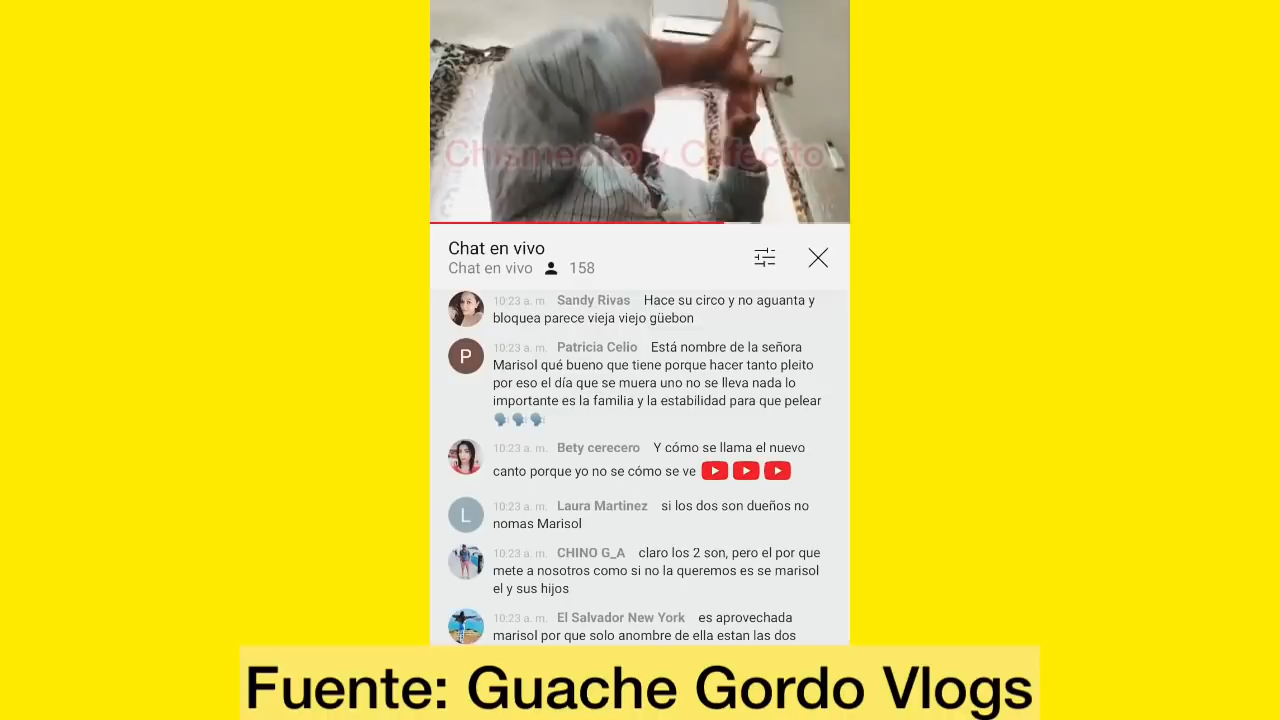 Chismecito y Cafecito
Chat en vivo
Chat en vivo 158
10:23 a. m. Sandy Rivas Hace su circo y no aguanta y
bloquea parece vieja viejo güebon
P 10:23 a. m. Patricia Celio Está nombre de la señora
Marisol qué bueno que tiene porque hacer tanto pleito
por eso el día que se muera uno no se lleva nada lo
importante es la familia y la estabilidad para que pelear
🗣️🗣️🗣️
10:23 a. m. Bety cerecero Y cómo se llama el nuevo
canto porque yo no se cómo se ve
L 10:23 a. m. Laura Martinez si los dos son dueños no
nomas Marisol
10:23 a. m. CHINO G_A claro los 2 son, pero el por que
mete a nosotros como si no la queremos es se marisol
el y sus hijos
10:23 a. m. El Salvador New York es aprovechada
marisol por que solo anombre de ella estan las dos
Fuente: Guache Gordo Vlogs